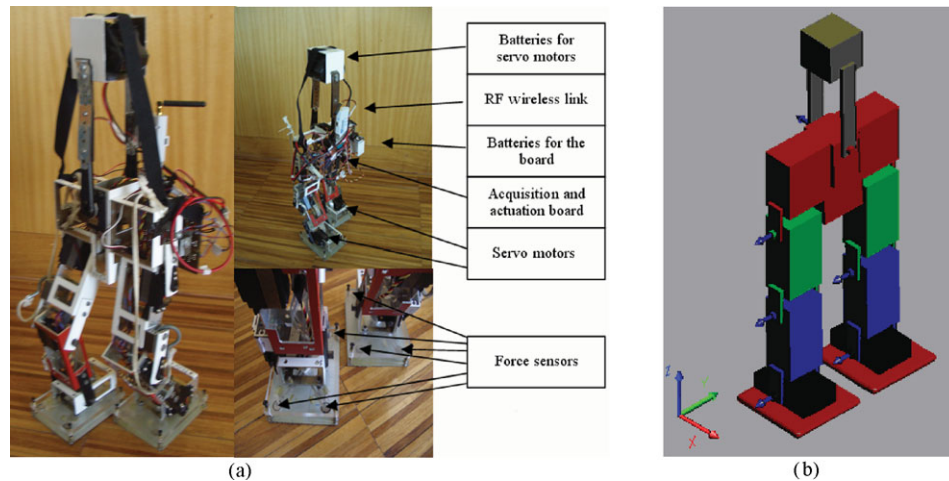 Batteries for
servo motors
RF wireless link
Batteries for the
board
Acquisition and
actuation board
Servo motors
Force sensors
(a)
Z
Y
X
(b)